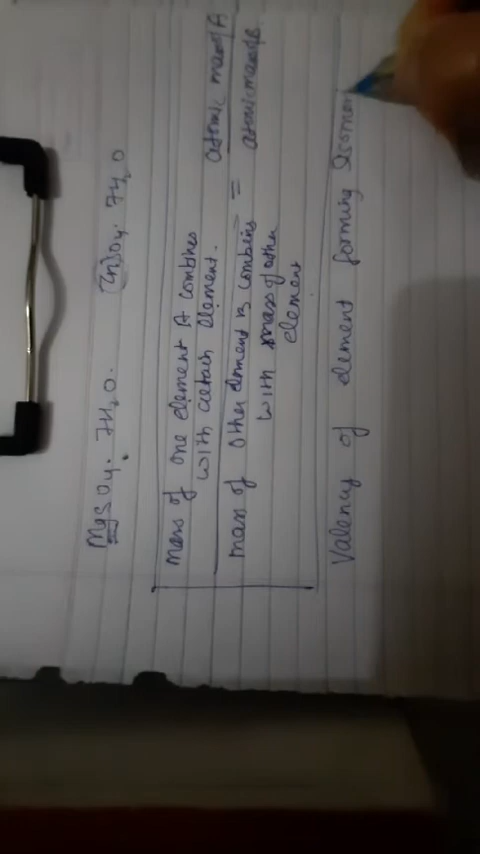 MgSO4. 7H2O. ZnSO4. 7H2O
mass of one element A combines
with certain element.
atomic mass of A
mass of other element B combines
with mass of other
element
=
atomic mass of B
Valency of element forming Isomor